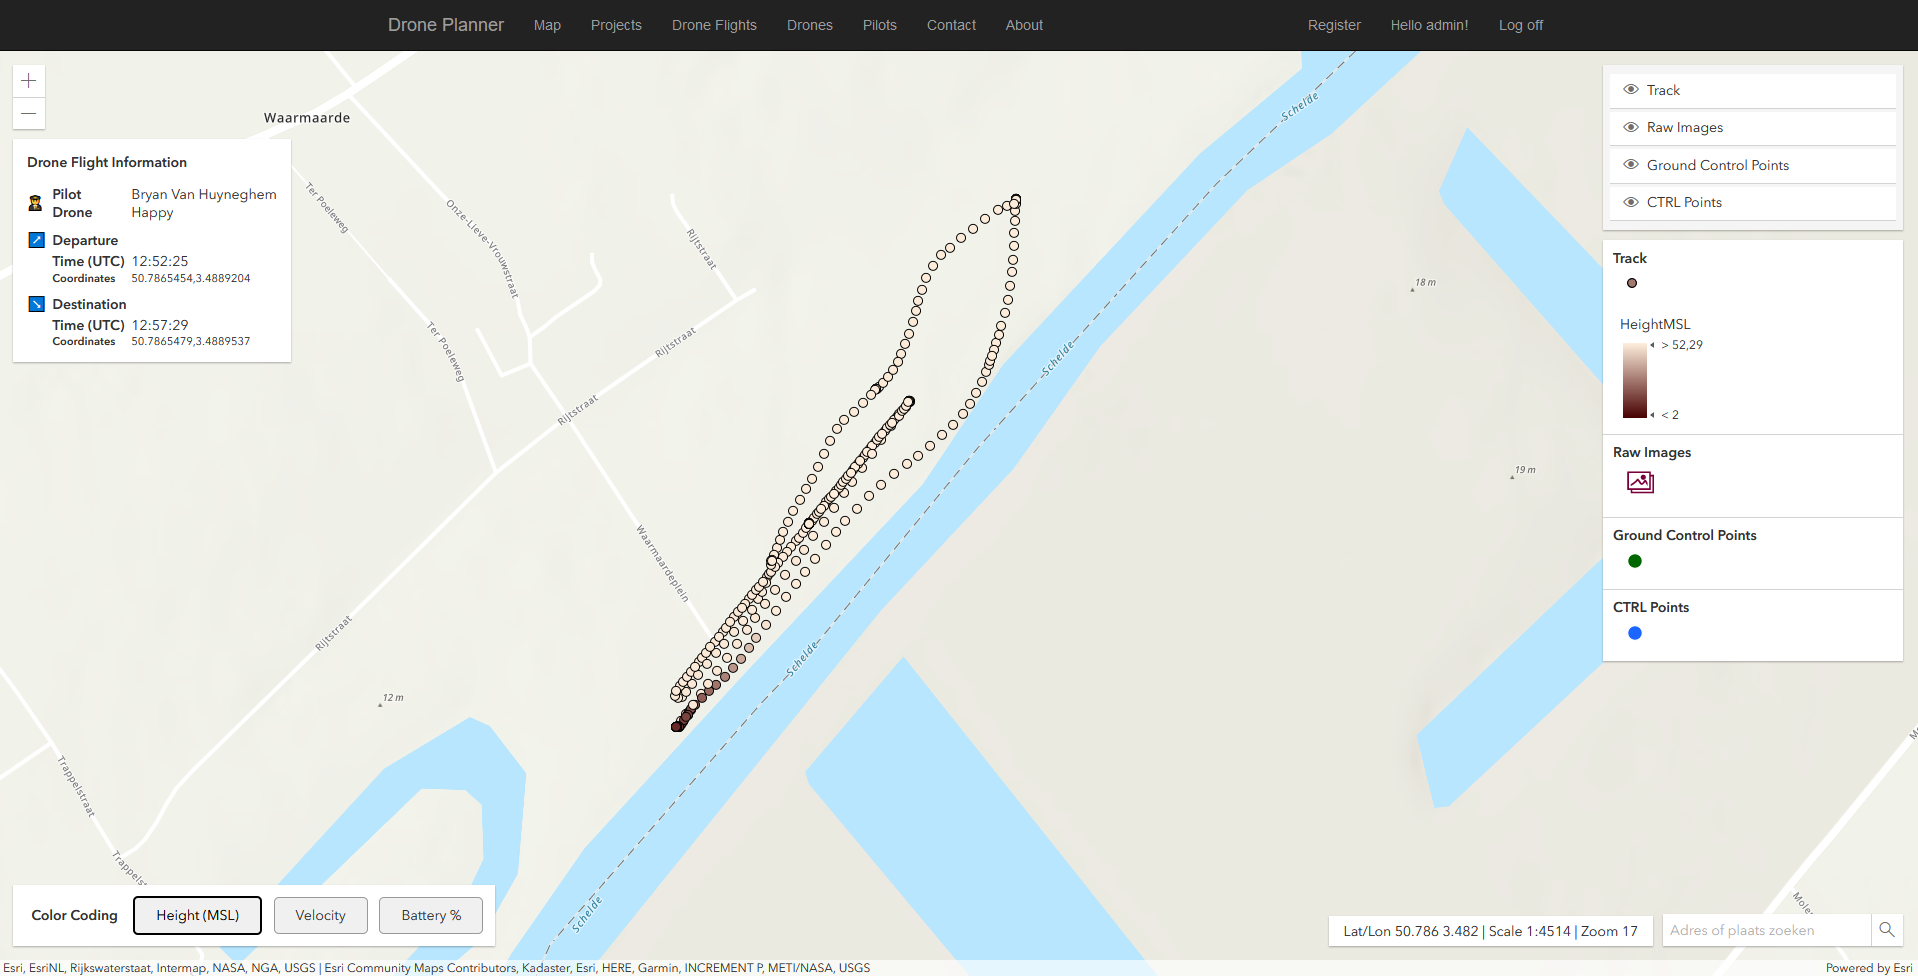 Drone Planner Map Projects Drone Flights Drones Pilots Contact About Register Hello admin! Log off
Waarmaarde
Drone Flight Information
Pilot Bryan Van Huyneghem
Drone Happy
Departure
Time (UTC) 12:52:25
Coordinates 50.7865454,3.4889204
Destination
Time (UTC) 12:57:29
Coordinates 50.7865479,3.4889537
Ter Poeleweg
Onze-Lieve-Vrouwstraat
Rijtstraat
Ter Poeleweg
Rijtstraat
Rijtstraat
Waarmaardeplein
Rijtstraat
Trappelstraat
12 m
Schelde
Schelde
Schelde
Schelde
18 m
19 m
Track
Raw Images
Ground Control Points
CTRL Points
Track
HeightMSL
> 52,29
< 2
Raw Images
Ground Control Points
CTRL Points
Color Coding Height (MSL) Velocity Battery %
Lat/Lon 50.786 3.482 | Scale 1:4514 | Zoom 17
Adres of plaats zoeken
Esri, EsriNL, Rijkswaterstaat, Intermap, NASA, NGA, USGS | Esri Community Maps Contributors, Kadaster, Esri, HERE, Garmin, INCREMENT P, METI/NASA, USGS
Powered by Esri